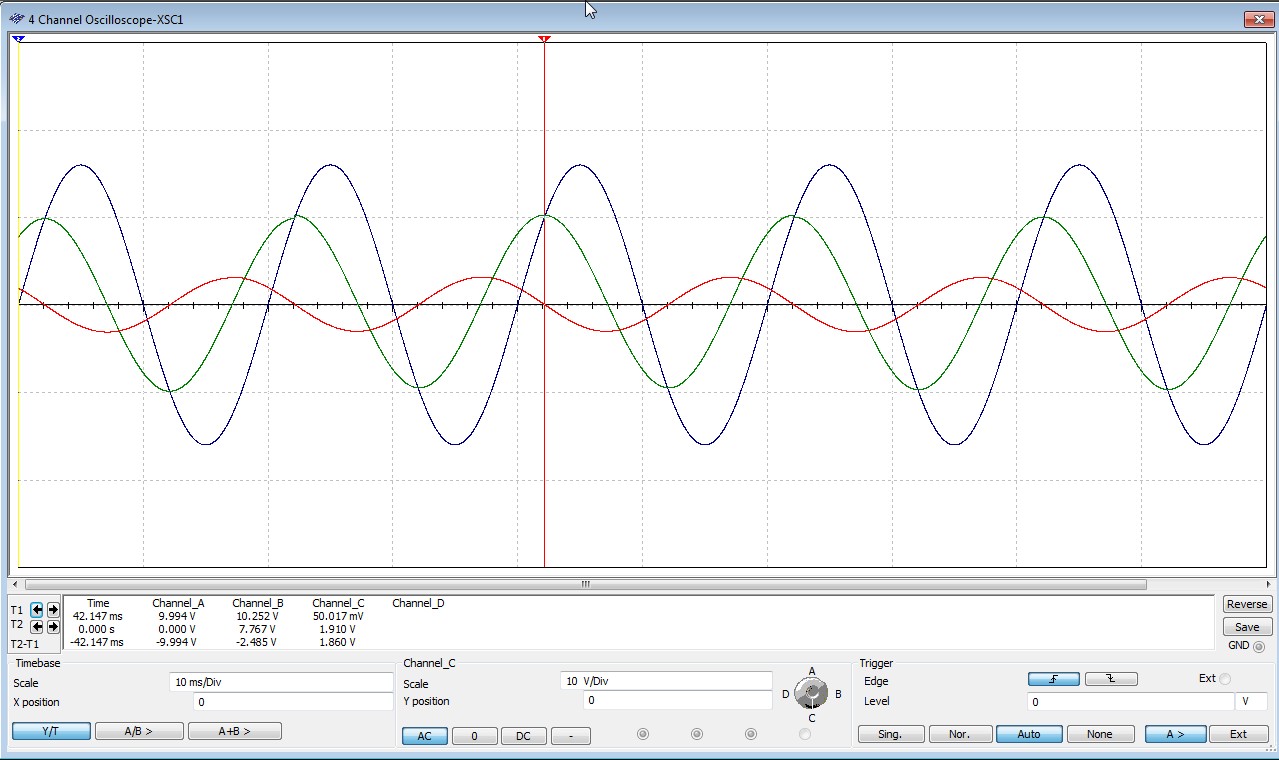 4 Channel Oscilloscope-XSC1
Time Channel_A Channel_B Channel_C Channel_D
T1 42.147 ms 9.994 V 10.252 V 50.017 mV
T2 0.000 s 0.000 V 7.767 V 1.910 V
T2-T1 -42.147 ms -9.994 V -2.485 V 1.860 V
Reverse
Save
GND
Timebase
Scale 10 ms/Div
X position 0
Y/T A/B > A+B >
Channel_C
Scale 10 V/Div
Y position 0
AC 0 DC -
A
D B
C
Trigger
Edge Ext
Level 0 V
Sing. Nor. Auto None A > Ext